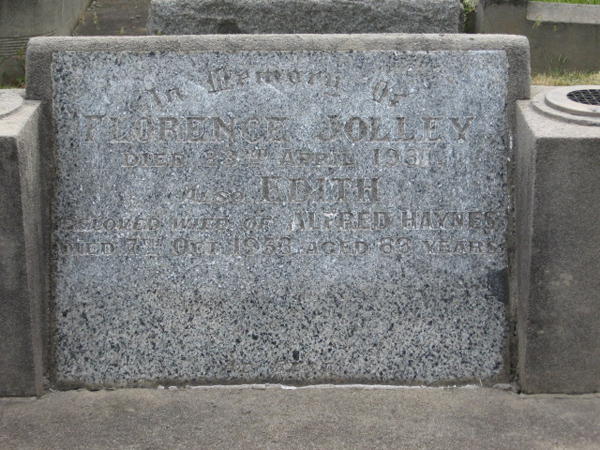 In Memory Of
FLORENCE JOLLEY
DIED 23RD APRIL 1931
ALSO EDITH
BELOVED WIFE OF ALFRED HAYNES
DIED 7TH OCT 1958 AGED 83 YEARS